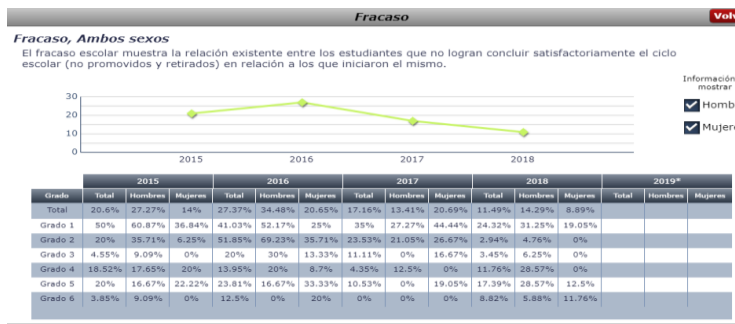 Fracaso
Fracaso, Ambos sexos
El fracaso escolar muestra la relación existente entre los estudiantes que no logran concluir satisfactoriamente el ciclo
escolar (no promovidos y retirados) en relación a los que iniciaron el mismo.
Información
mostrar
30
20
10
0
2015 2016 2017 2018
2015 2016 2017 2018 2019*
Grado Total Hombres Mujeres Total Hombres Mujeres Total Hombres Mujeres Total Hombres Mujeres Total Hombres Mujeres
Total 20.6% 27.27% 14% 27.37% 34.48% 20.65% 17.16% 13.41% 20.69% 11.49% 14.29% 8.89%
Grado 1 50% 60.87% 36.84% 41.03% 52.17% 25% 35% 27.27% 44.44% 24.32% 31.25% 19.05%
Grado 2 20% 35.71% 6.25% 51.85% 69.23% 35.71% 23.53% 21.05% 26.67% 2.94% 4.76% 0%
Grado 3 4.55% 9.09% 0% 20% 30% 13.33% 11.11% 0% 16.67% 3.45% 6.25% 0%
Grado 4 18.52% 17.65% 20% 13.95% 20% 8.7% 4.35% 12.5% 0% 11.76% 28.57% 0%
Grado 5 20% 16.67% 22.22% 23.81% 16.67% 33.33% 10.53% 0% 19.05% 17.39% 28.57% 12.5%
Grado 6 3.85% 9.09% 0% 12.5% 0% 20% 0% 0% 0% 8.82% 5.88% 11.76%